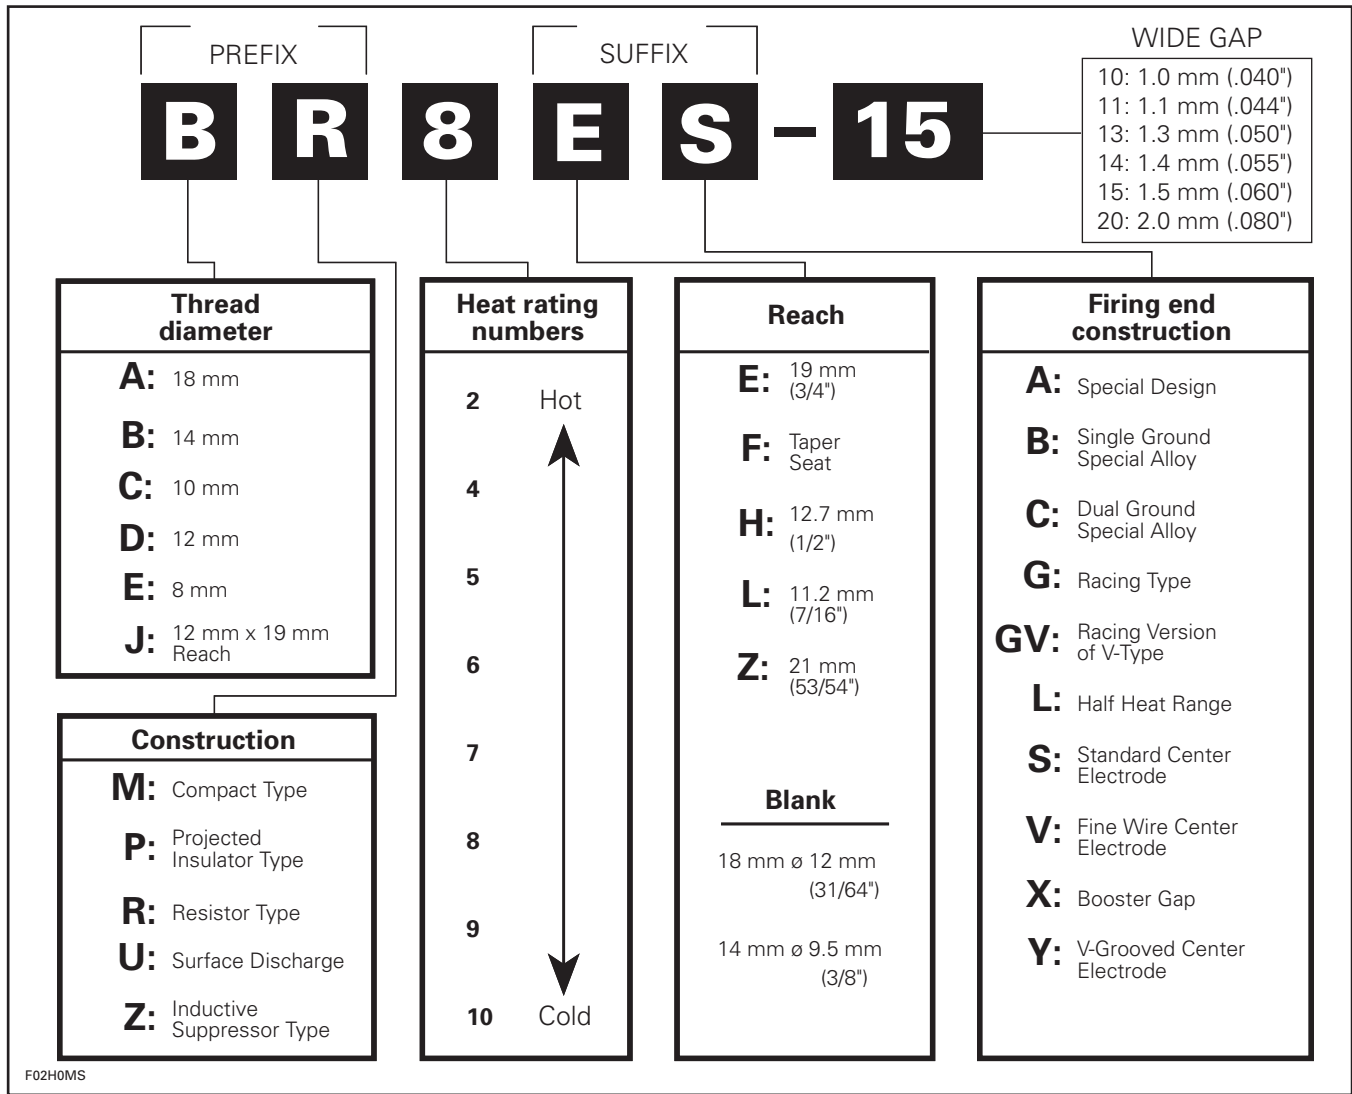 PREFIX
SUFFIX
WIDE GAP
B R 8 E S - 15
10: 1.0 mm (.040")
11: 1.1 mm (.044")
13: 1.3 mm (.050")
14: 1.4 mm (.055")
15: 1.5 mm (.060")
20: 2.0 mm (.080")
Thread
diameter
A: 18 mm
B: 14 mm
C: 10 mm
D: 12 mm
E: 8 mm
J: 12 mm x 19 mm
Reach
Construction
M: Compact Type
P: Projected
Insulator Type
R: Resistor Type
U: Surface Discharge
Z: Inductive
Suppressor Type
Heat rating
numbers
2 Hot
4
5
6
7
8
9
10 Cold
Reach
E: 19 mm
(3/4")
F: Taper
Seat
H: 12.7 mm
(1/2")
L: 11.2 mm
(7/16")
Z: 21 mm
(53/54")
Blank
18 mm ø 12 mm
(31/64")
14 mm ø 9.5 mm
(3/8")
Firing end
construction
A: Special Design
B: Single Ground
Special Alloy
C: Dual Ground
Special Alloy
G: Racing Type
GV: Racing Version
of V-Type
L: Half Heat Range
S: Standard Center
Electrode
V: Fine Wire Center
Electrode
X: Booster Gap
Y: V-Grooved Center
Electrode
F02H0MS